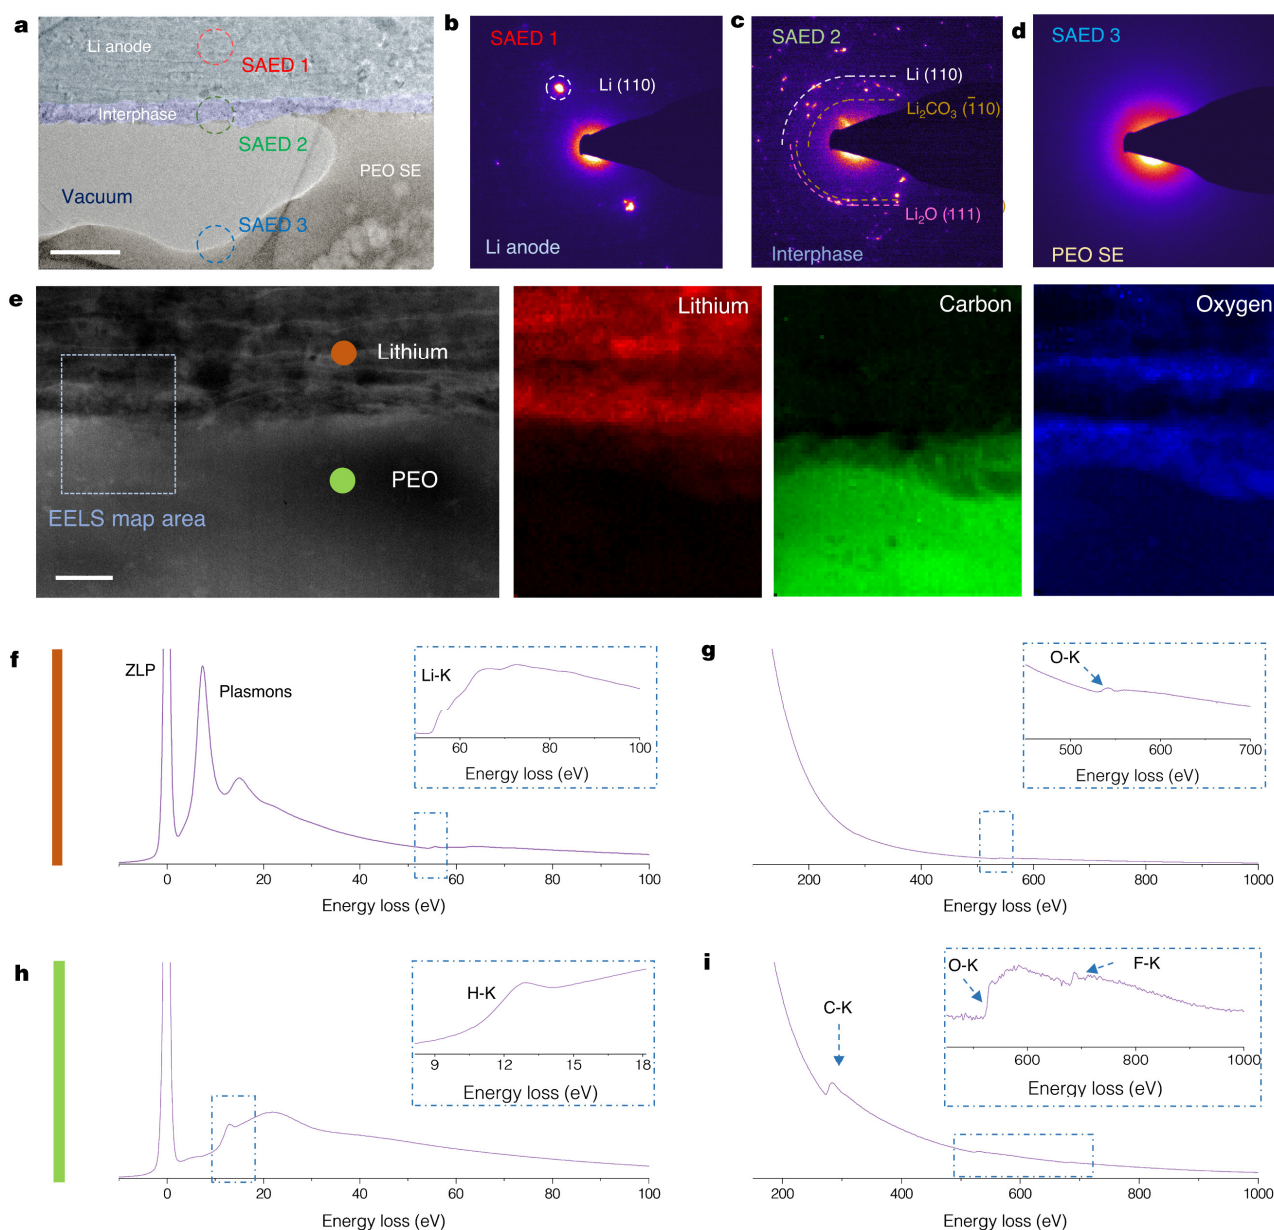 a
Li anode
SAED 1
Interphase
SAED 2
PEO SE
Vacuum
SAED 3
b
SAED 1
Li (110)
Li anode
c
SAED 2
Li (110)
Li₂CO₃ (1̅10)
Li₂O (111)
Interphase
d
SAED 3
PEO SE
e
Lithium
PEO
EELS map area
Lithium
Carbon
Oxygen
f
ZLP
Plasmons
Li-K
60 80 100
Energy loss (eV)
0 20 40 60 80 100
Energy loss (eV)
g
O-K
500 600 700
Energy loss (eV)
200 400 600 800 1000
Energy loss (eV)
h
H-K
9 12 15 18
Energy loss (eV)
0 20 40 60 80 100
Energy loss (eV)
i
C-K
O-K
F-K
600 800 1000
Energy loss (eV)
200 400 600 800 1000
Energy loss (eV)